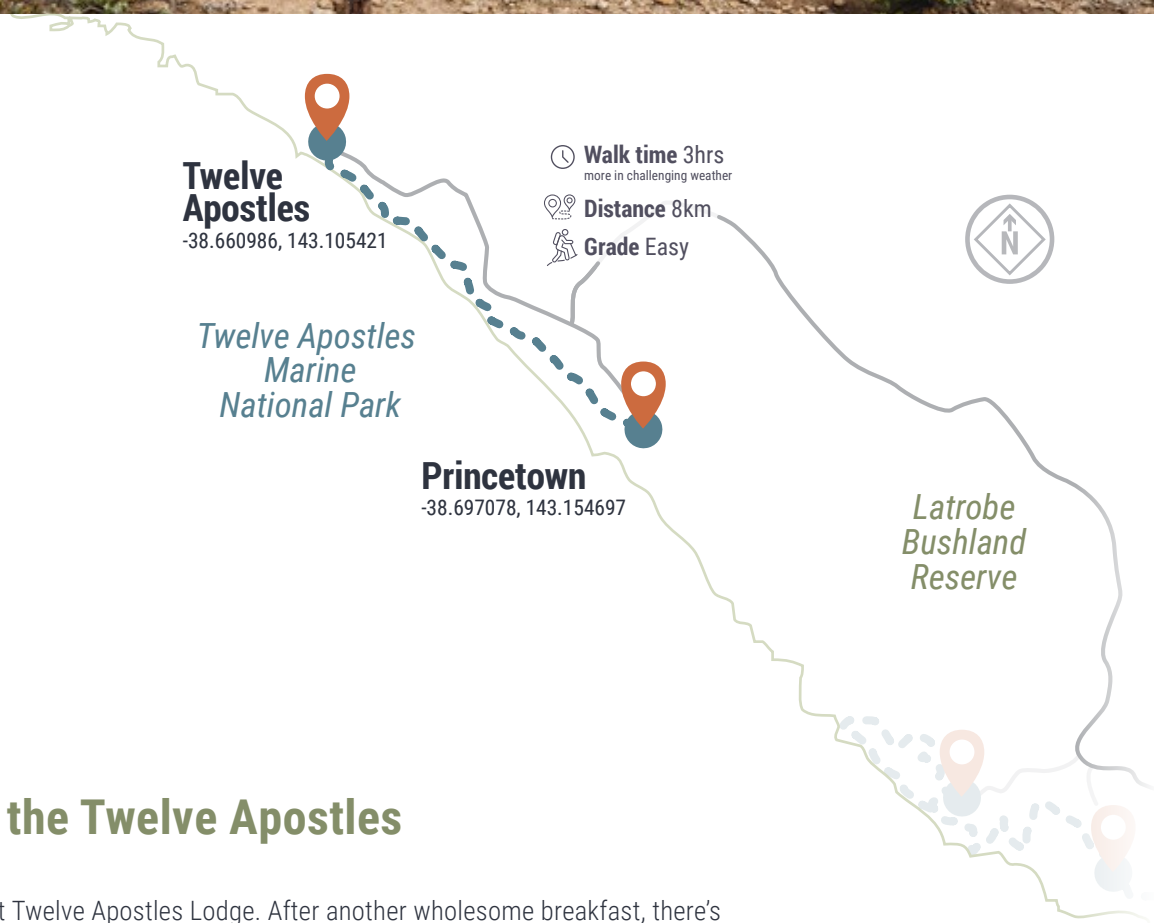 Twelve
Apostles
-38.660986, 143.105421
Walk time 3hrs
more in challenging weather
Distance 8km
Grade Easy
N
Twelve Apostles
Marine
National Park
Princetown
-38.697078, 143.154697
Latrobe
Bushland
Reserve
the Twelve Apostles
t Twelve Apostles Lodge. After another wholesome breakfast, there’s